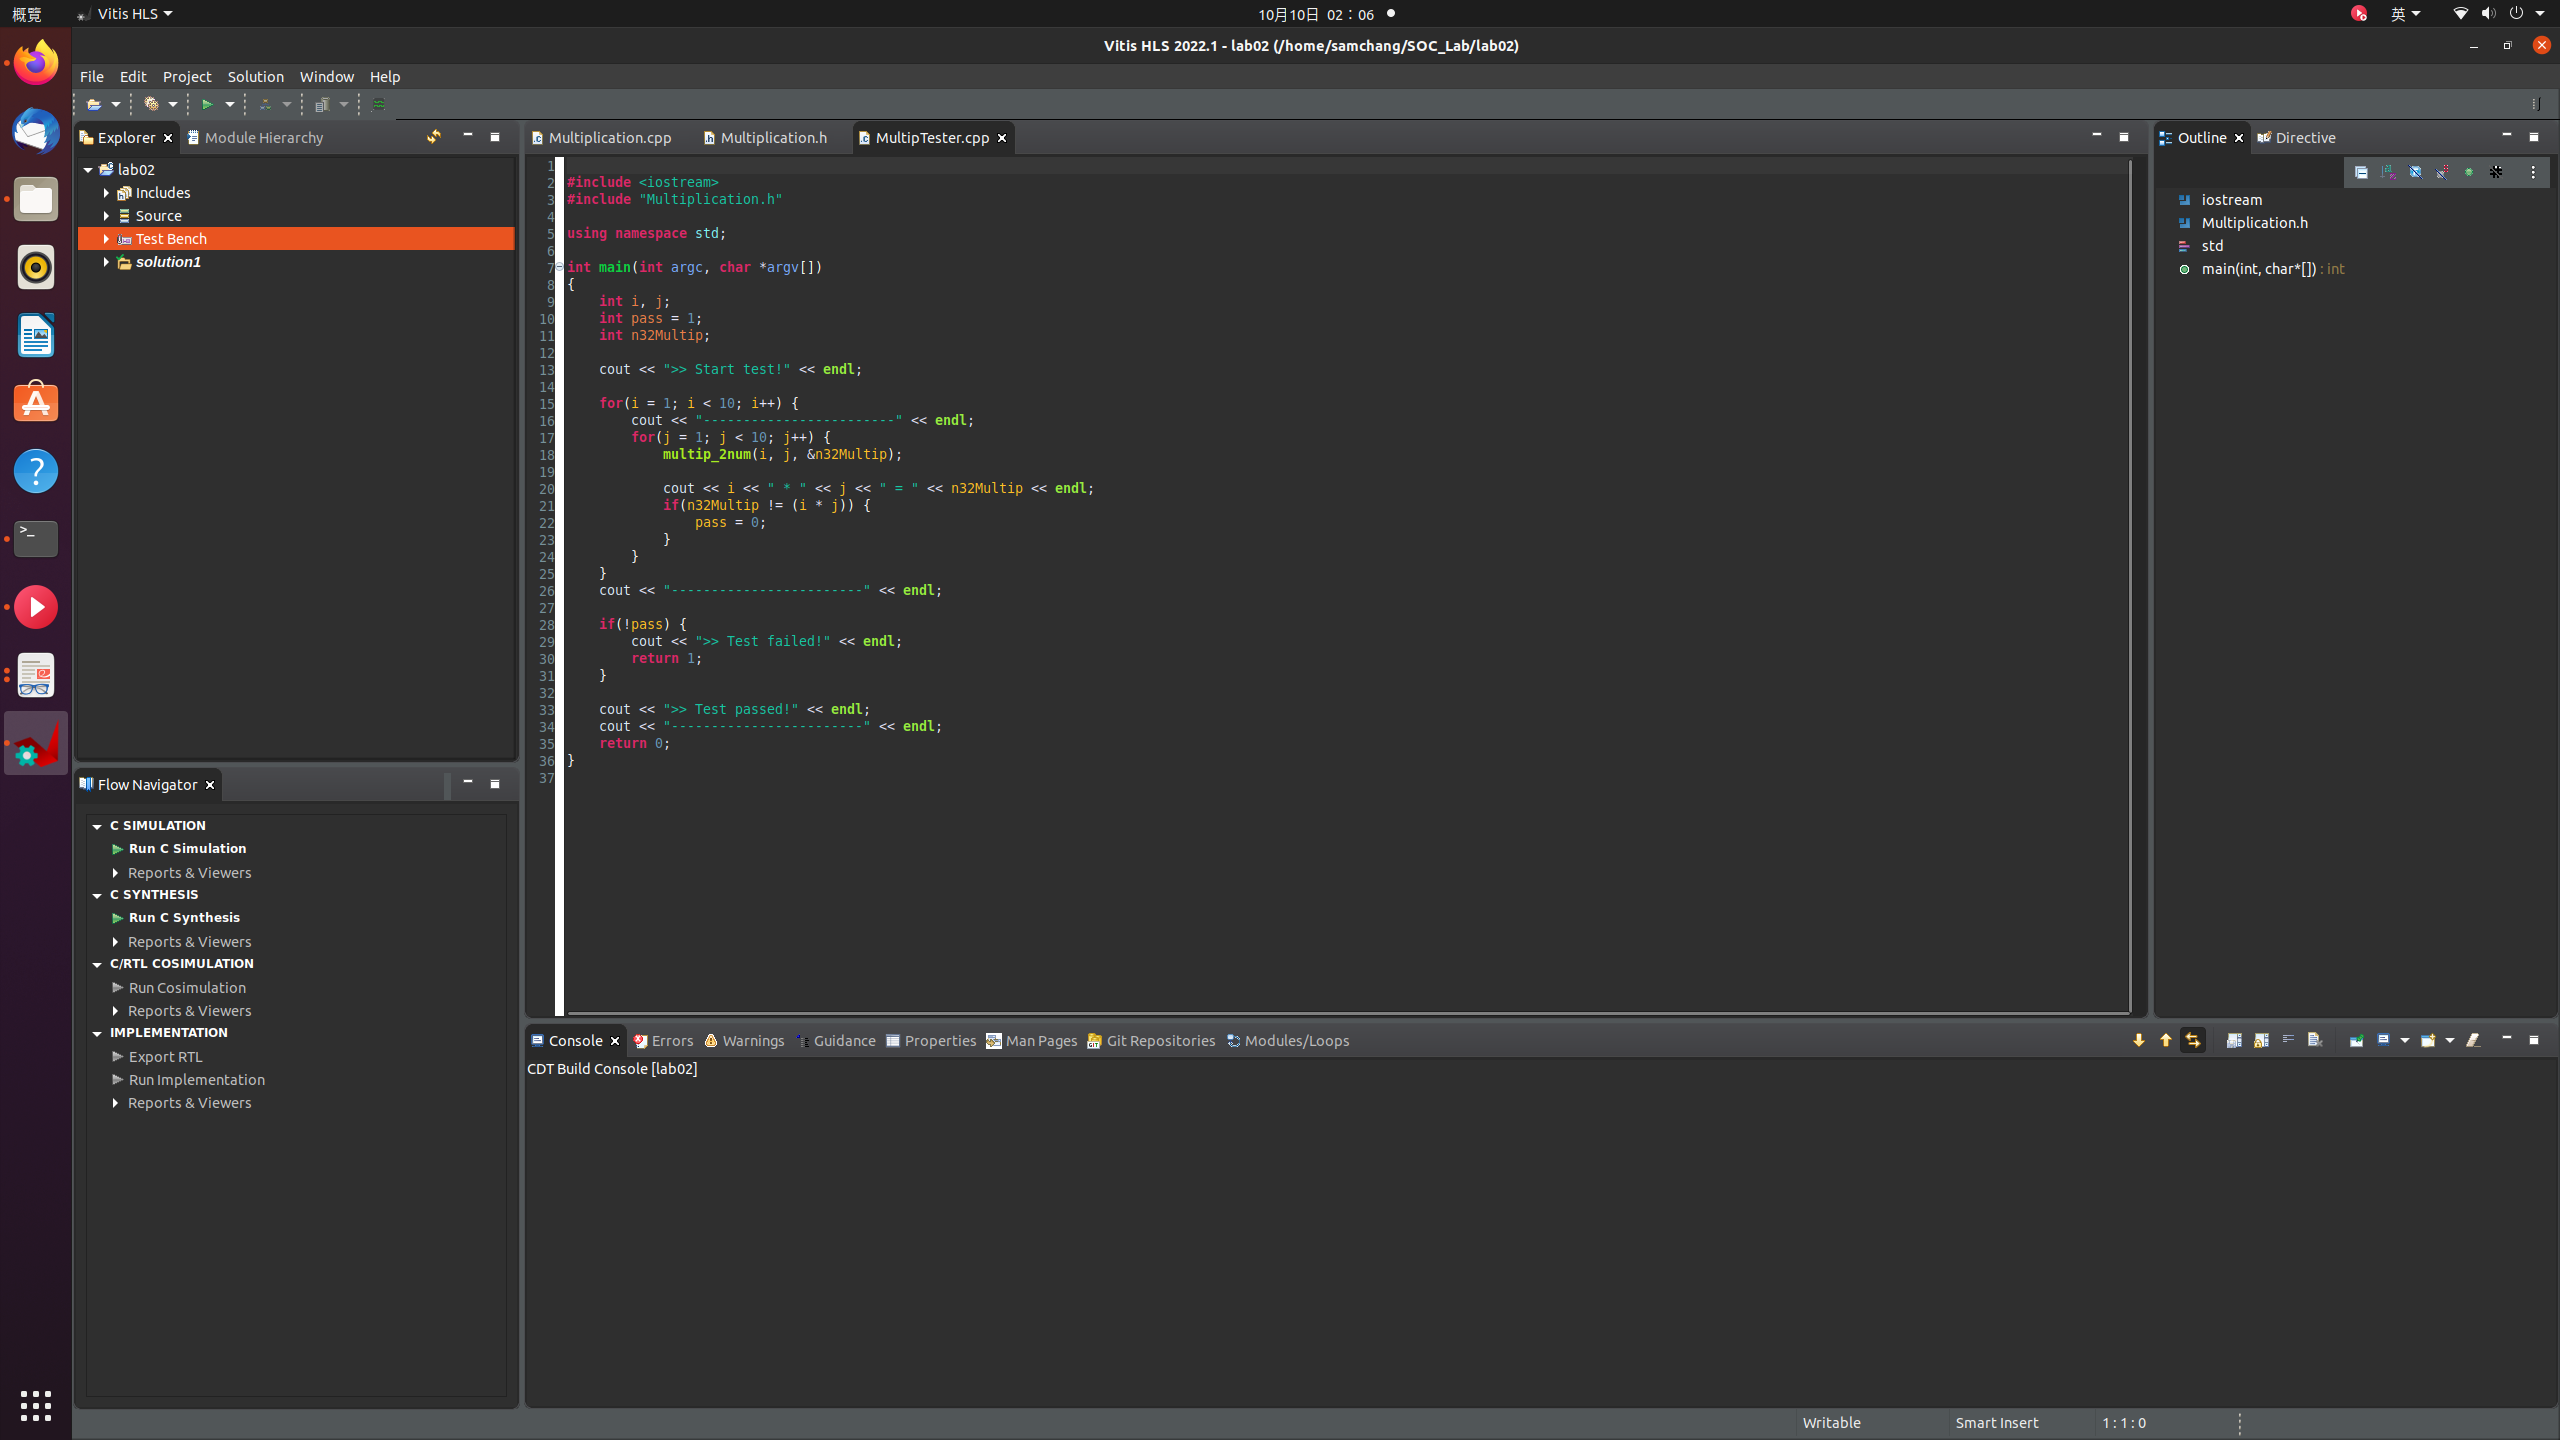 概覽
Vitis HLS
10月10日 02：06
英
Vitis HLS 2022.1 - lab02 (/home/samchang/SOC_Lab/lab02)
File Edit Project Solution Window Help
Explorer
Module Hierarchy
lab02
Includes
Source
Test Bench
solution1
Flow Navigator
C SIMULATION
Run C Simulation
Reports & Viewers
C SYNTHESIS
Run C Synthesis
Reports & Viewers
C/RTL COSIMULATION
Run Cosimulation
Reports & Viewers
IMPLEMENTATION
Export RTL
Run Implementation
Reports & Viewers
Multiplication.cpp
Multiplication.h
MultipTester.cpp
1
2 #include <iostream>
3 #include "Multiplication.h"
4
5 using namespace std;
6
7 int main(int argc, char *argv[])
8 {
9     int i, j;
10     int pass = 1;
11     int n32Multip;
12
13     cout << ">> Start test!" << endl;
14
15     for(i = 1; i < 10; i++) {
16         cout << "------------------------" << endl;
17         for(j = 1; j < 10; j++) {
18             multip_2num(i, j, &n32Multip);
19
20             cout << i << " * " << j << " = " << n32Multip << endl;
21             if(n32Multip != (i * j)) {
22                 pass = 0;
23             }
24         }
25     }
26     cout << "------------------------" << endl;
27
28     if(!pass) {
29         cout << ">> Test failed!" << endl;
30         return 1;
31     }
32
33     cout << ">> Test passed!" << endl;
34     cout << "------------------------" << endl;
35     return 0;
36 }
37
Outline
Directive
iostream
Multiplication.h
std
main(int, char*[]) : int
Console
Errors
Warnings
Guidance
Properties
Man Pages
Git Repositories
Modules/Loops
CDT Build Console [lab02]
Writable
Smart Insert
1 : 1 : 0